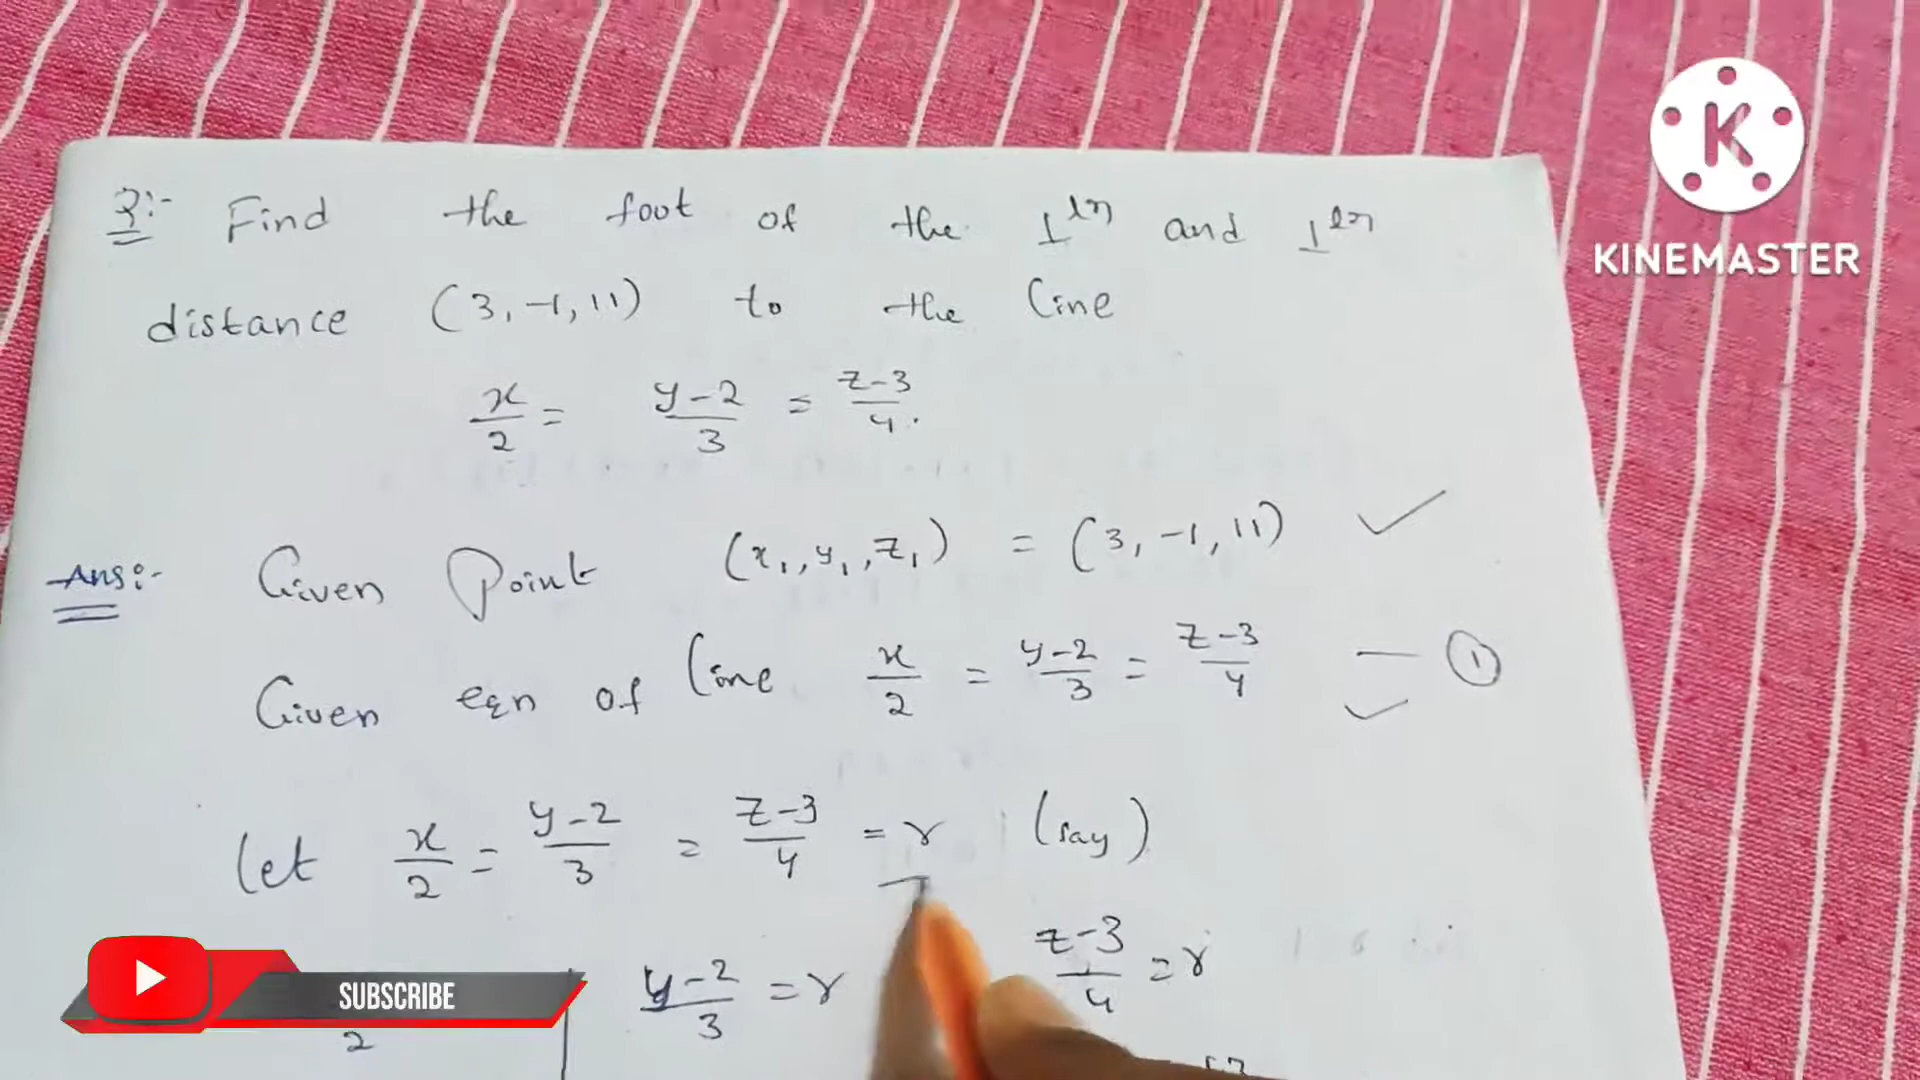 Q:- Find the foot of the ⊥lr and ⊥lr
distance (3, -1, 11) to the line
x/2 = y-2/3 = z-3/4.
Ans:- Given Point (x₁, y₁, z₁) = (3, -1, 11) ✓
Given eqn of line x/2 = y-2/3 = z-3/4 — ①
let x/2 = y-2/3 = z-3/4 = r (say)
y-2/3 = r z-3/4 = r
2
K
KINEMASTER
SUBSCRIBE